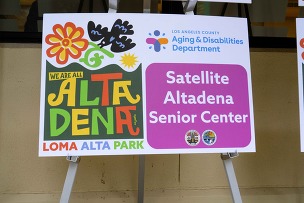 WE ARE ALL
ALTA
DENA
LOMA ALTA PARK
LOS ANGELES COUNTY
Aging & Disabilities
Department
Satellite
Altadena
Senior Center